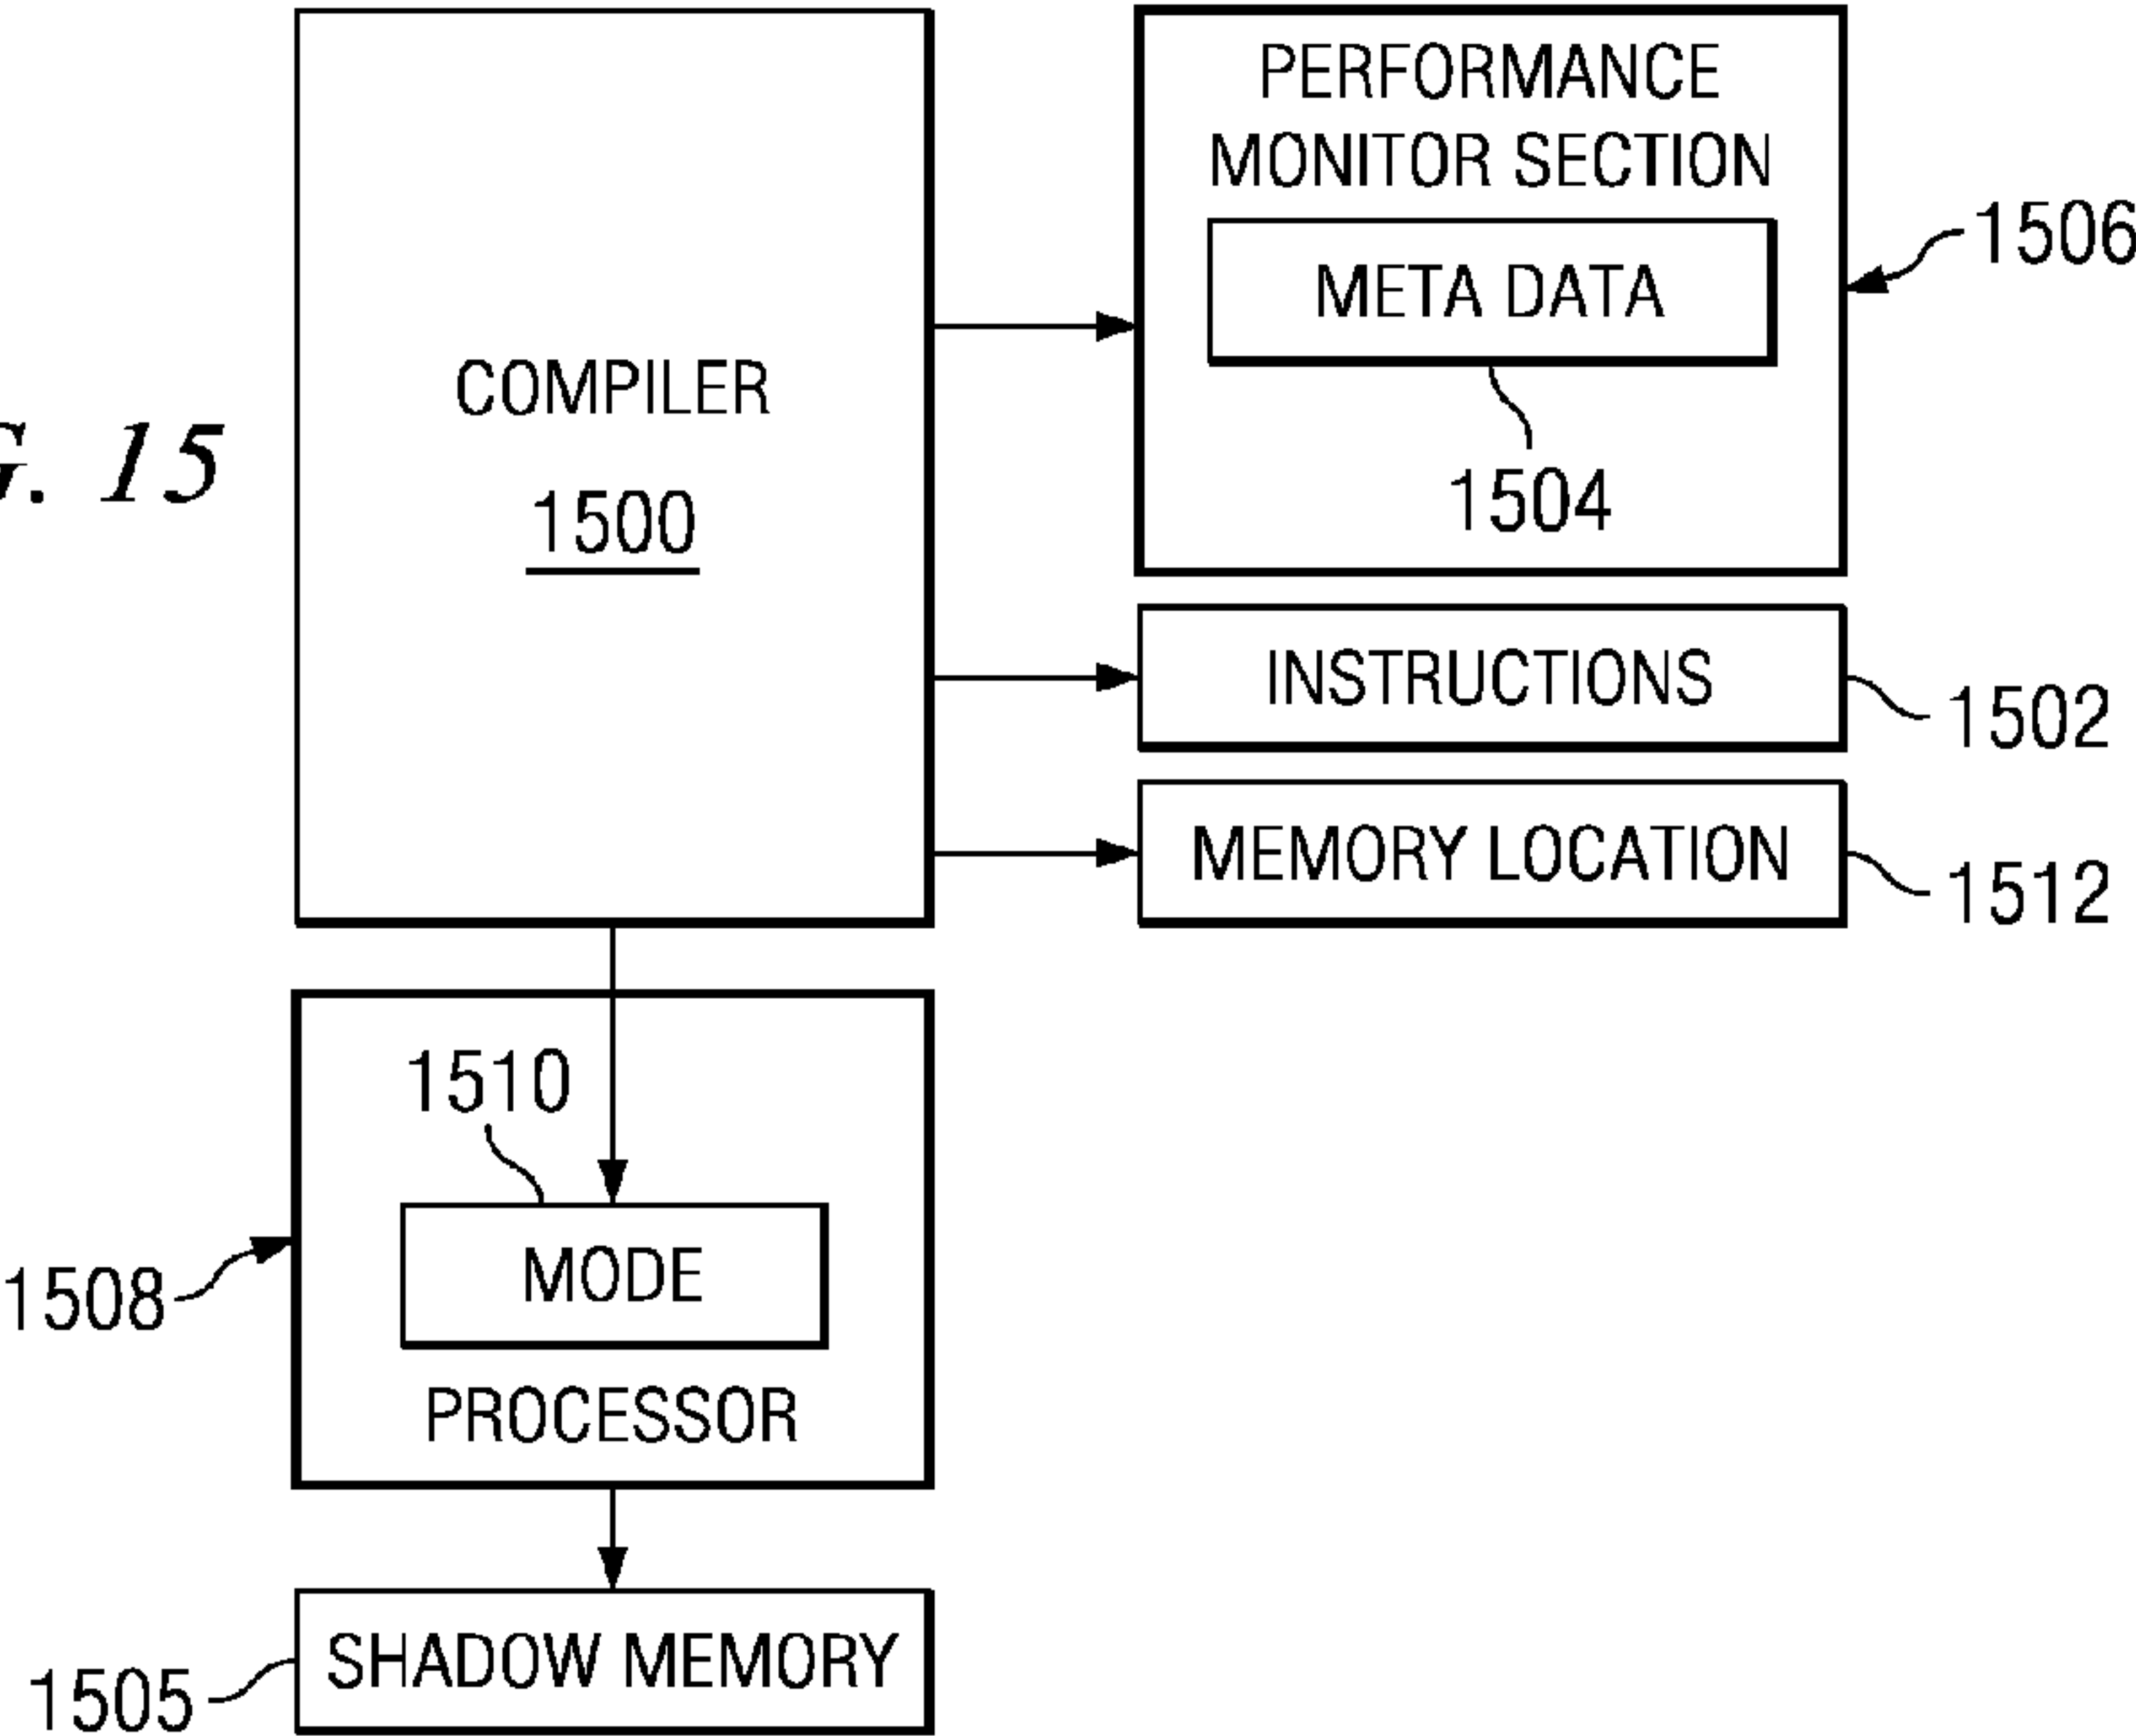 PERFORMANCE
MONITOR SECTION
META DATA
1506
1504
COMPILER
1500
G. 15
INSTRUCTIONS
1502
MEMORY LOCATION
1512
1510
MODE
1508
PROCESSOR
SHADOW MEMORY
1505